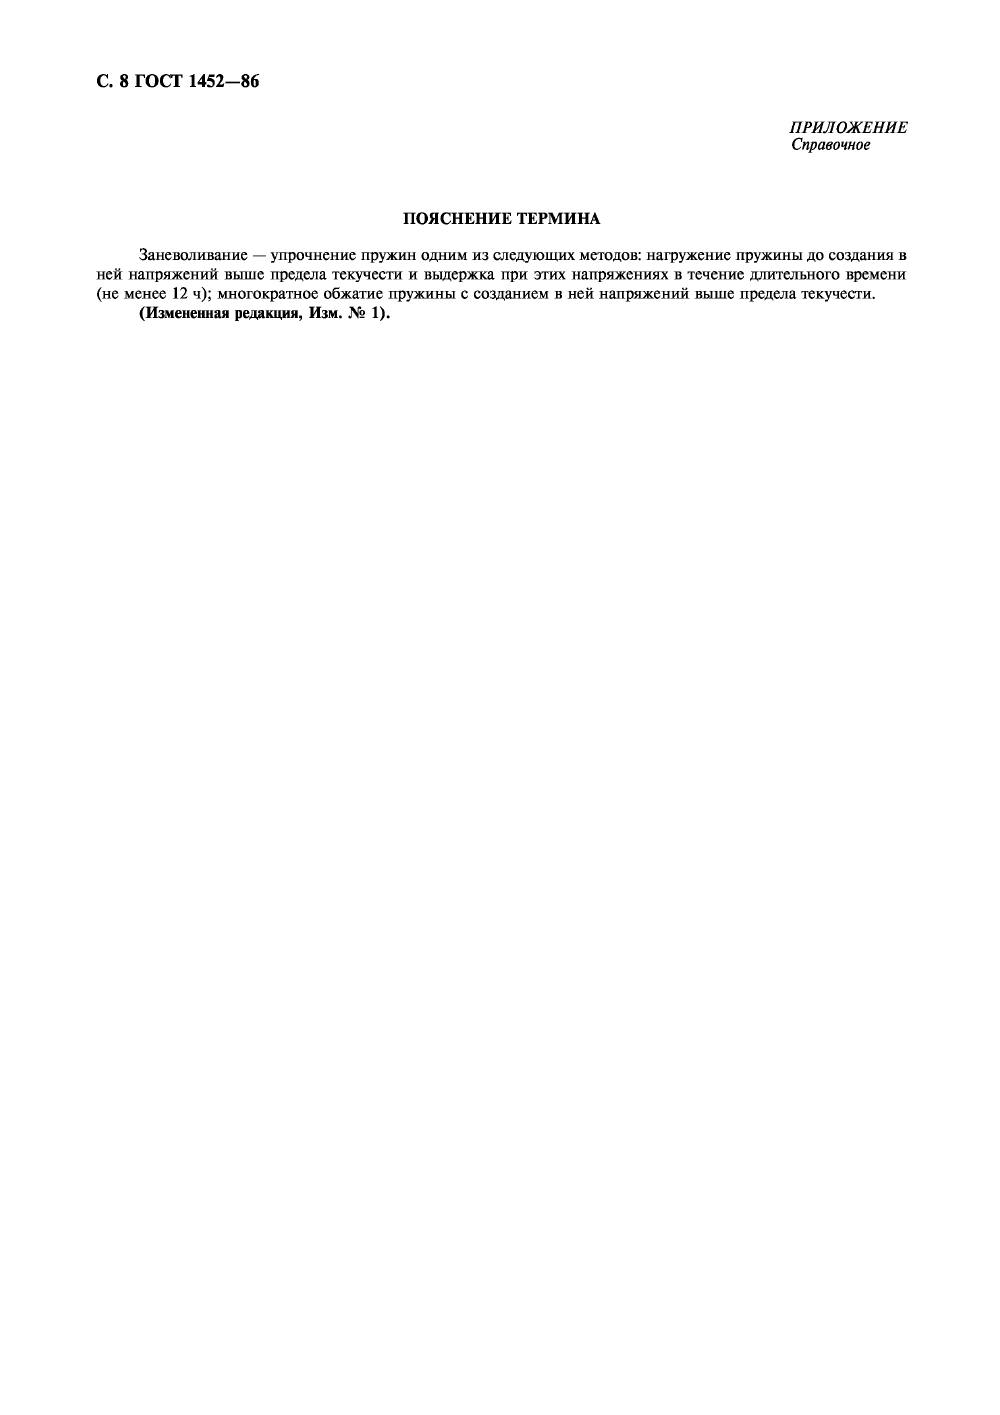 С. 8 ГОСТ 1452—86
ПРИЛОЖЕНИЕ
Справочное
ПОЯСНЕНИЕ ТЕРМИНА
Заневоливание — упрочнение пружин одним из следующих методов: нагружение пружины до создания в
ней напряжений выше предела текучести и выдержка при этих напряжениях в течение длительного времени
(не менее 12 ч); многократное обжатие пружины с созданием в ней напряжений выше предела текучести.
(Измененная редакция, Изм. № 1).